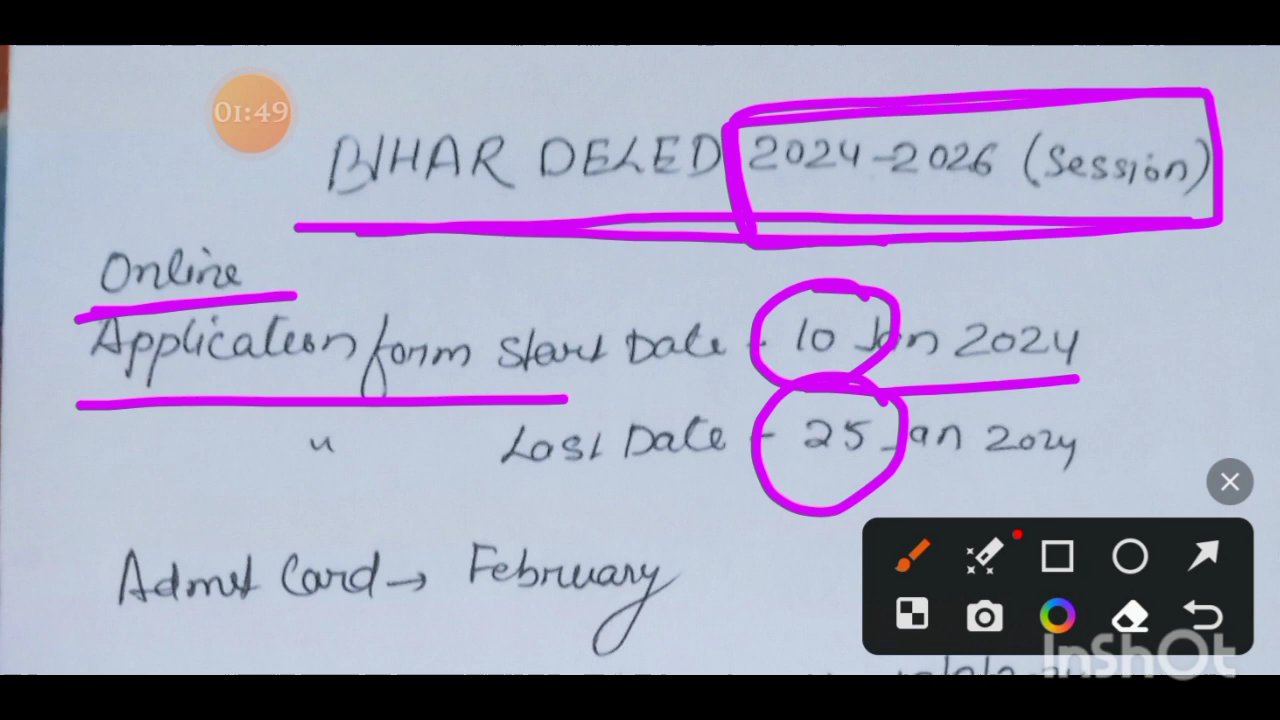 01:49
BIHAR DELED 2024-2026 (Session)
Online
Application form Start Date - 10 Jan 2024
" Last Date - 25 Jan 2024
Admit Card → February
InShOt